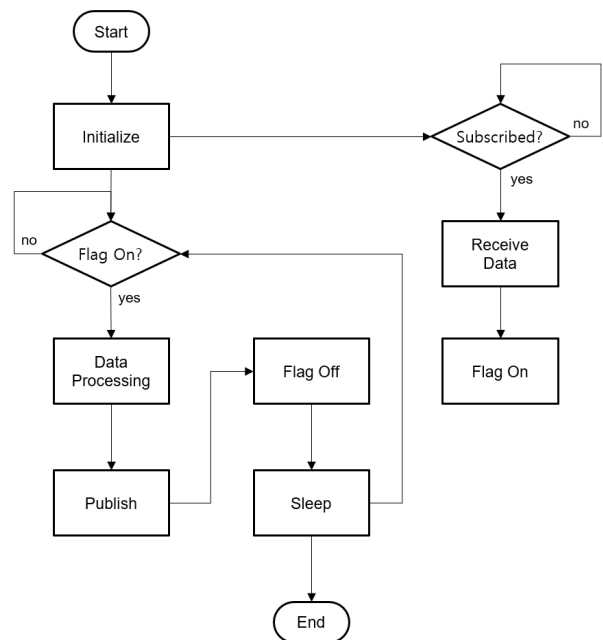 Start
Initialize
Subscribed?
no
yes
Flag On?
no
yes
Receive
Data
Data
Processing
Flag Off
Flag On
Publish
Sleep
End